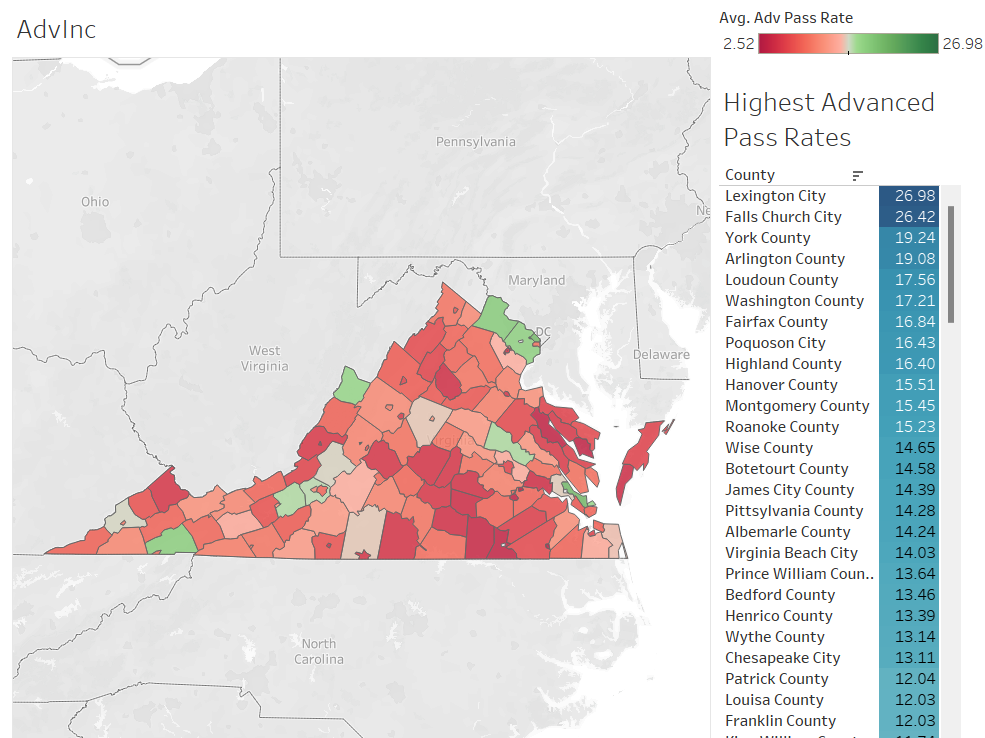 AdvInc
Avg. Adv Pass Rate
2.52
26.98
Highest Advanced
Pass Rates
County
Lexington City 26.98
Falls Church City 26.42
York County 19.24
Arlington County 19.08
Loudoun County 17.56
Washington County 17.21
Fairfax County 16.84
Poquoson City 16.43
Highland County 16.40
Hanover County 15.51
Montgomery County 15.45
Roanoke County 15.23
Wise County 14.65
Botetourt County 14.58
James City County 14.39
Pittsylvania County 14.28
Albemarle County 14.24
Virginia Beach City 14.03
Prince William Coun.. 13.64
Bedford County 13.46
Henrico County 13.39
Wythe County 13.14
Chesapeake City 13.11
Patrick County 12.04
Louisa County 12.03
Franklin County 12.03
Pennsylvania
Ohio
Ne
Maryland
DC
West
Virginia
Delaware
Virginia
North
Carolina